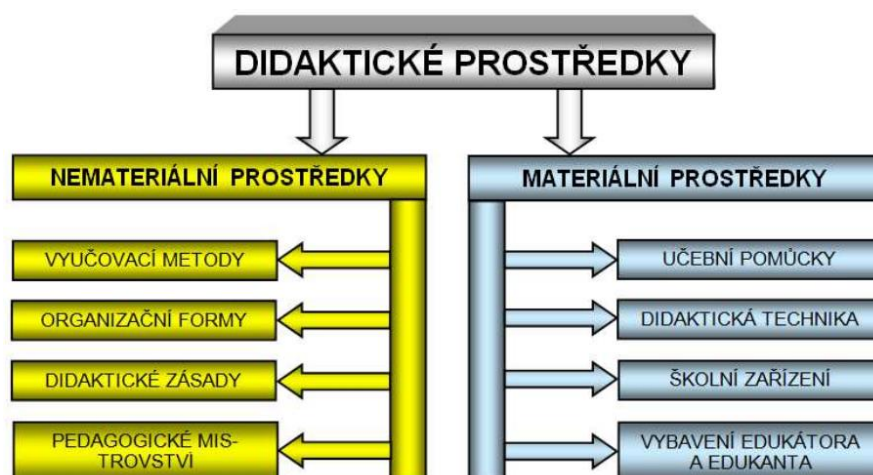 DIDAKTICKÉ PROSTŘEDKY
NEMATERIÁLNÍ PROSTŘEDKY
VYUČOVACÍ METODY
ORGANIZAČNÍ FORMY
DIDAKTICKÉ ZÁSADY
PEDAGOGICKÉ MIS-
TROVSTVÍ
MATERIÁLNÍ PROSTŘEDKY
UČEBNÍ POMŮCKY
DIDAKTICKÁ TECHNIKA
ŠKOLNÍ ZAŘÍZENÍ
VYBAVENÍ EDUKÁTORA
A EDUKANTA